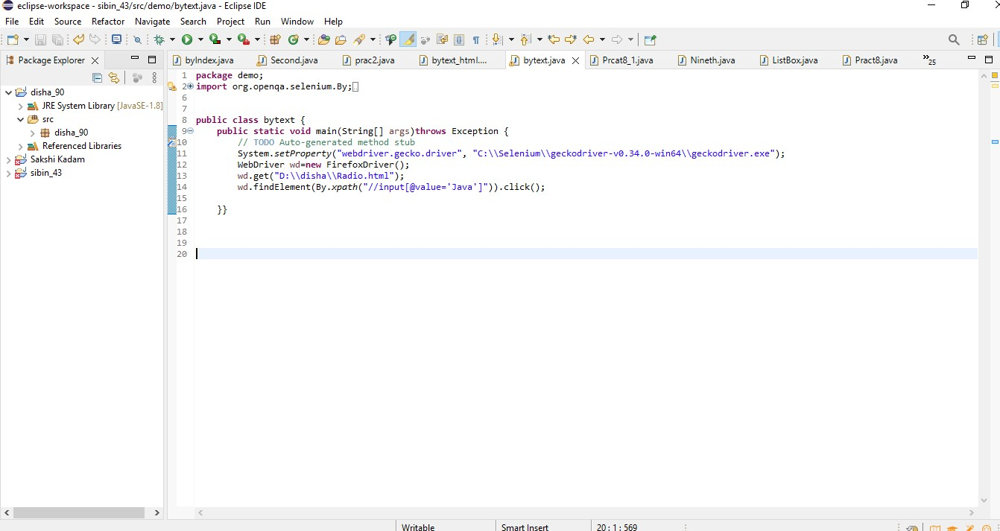 eclipse-workspace - sibin_43/src/demo/bytext.java - Eclipse IDE
File Edit Source Refactor Navigate Search Project Run Window Help
Package Explorer
byIndex.java Second.java prac2.java bytext_html.... bytext.java Prcat8_1.java Nineth.java ListBox.java Pract8.java »25
disha_90
JRE System Library [JavaSE-1.8]
src
disha_90
Referenced Libraries
Sakshi Kadam
sibin_43
1 package demo;
2 import org.openqa.selenium.By;
6
7
8 public class bytext {
9 public static void main(String[] args)throws Exception {
10 // TODO Auto-generated method stub
11 System.setProperty("webdriver.gecko.driver", "C:\\Selenium\\geckodriver-v0.34.0-win64\\geckodriver.exe");
12 WebDriver wd=new FirefoxDriver();
13 wd.get("D:\\disha\\Radio.html");
14 wd.findElement(By.xpath("//input[@value='Java']")).click();
15
16 }}
17
18
19
20
Writable Smart Insert 20 : 1 : 569